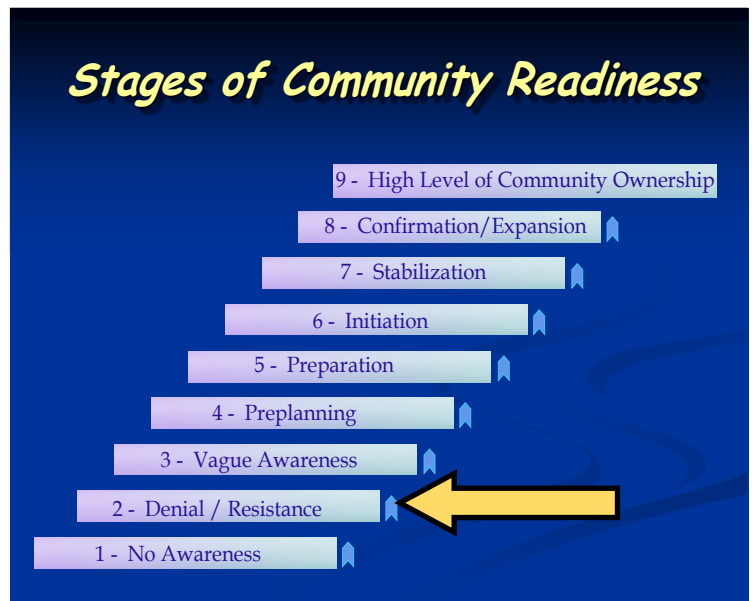 Stages of Community Readiness
9 - High Level of Community Ownership
8 - Confirmation/Expansion
7 - Stabilization
6 - Initiation
5 - Preparation
4 - Preplanning
3 - Vague Awareness
2 - Denial / Resistance
1 - No Awareness